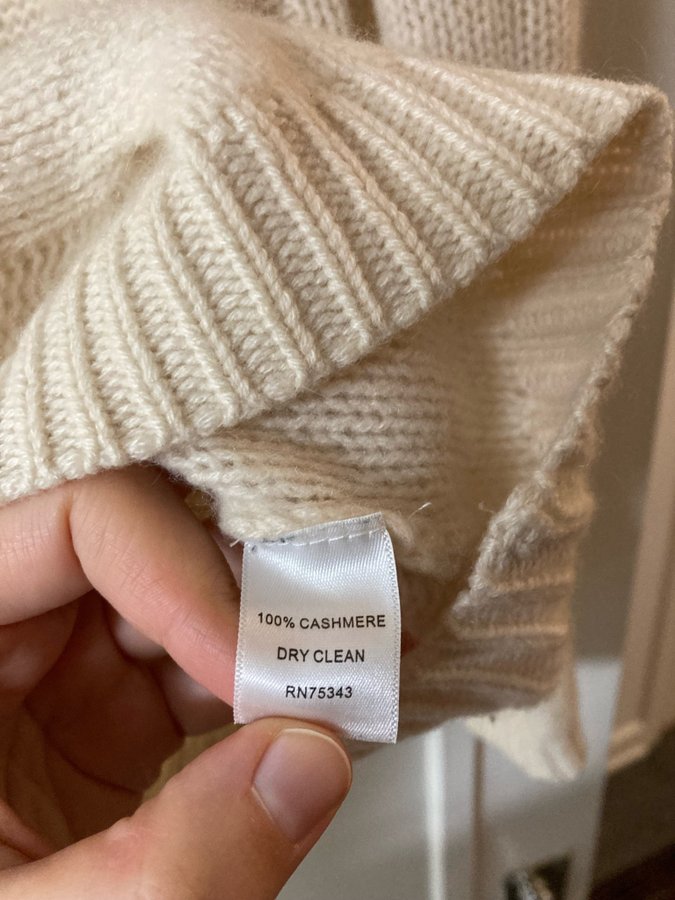 100% CASHMERE
DRY CLEAN
RN75343